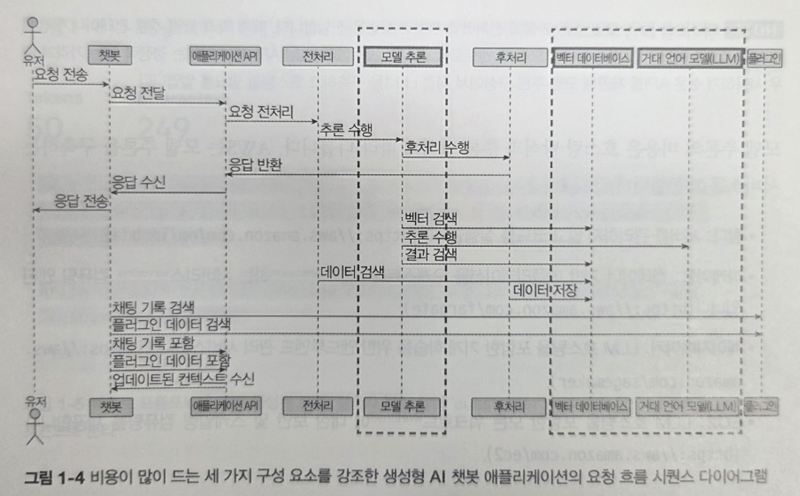 유저 챗봇 애플리케이션 API 전처리 모델 추론 후처리 벡터 데이터베이스 거대 언어 모델(LLM) 플러그인
요청 전송
요청 전달
요청 전처리
추론 수행
후처리 수행
응답 반환
응답 수신
응답 전송
벡터 검색
추론 수행
결과 검색
데이터 검색
데이터 저장
채팅 기록 검색
플러그인 데이터 검색
채팅 기록 포함
플러그인 데이터 포함
업데이트된 컨텍스트 수신
유저 챗봇 애플리케이션 API 전처리 모델 추론 후처리 벡터 데이터베이스 거대 언어 모델(LLM) 플러그인
그림 1-4 비용이 많이 드는 세 가지 구성 요소를 강조한 생성형 AI 챗봇 애플리케이션의 요청 흐름 시퀀스 다이어그램